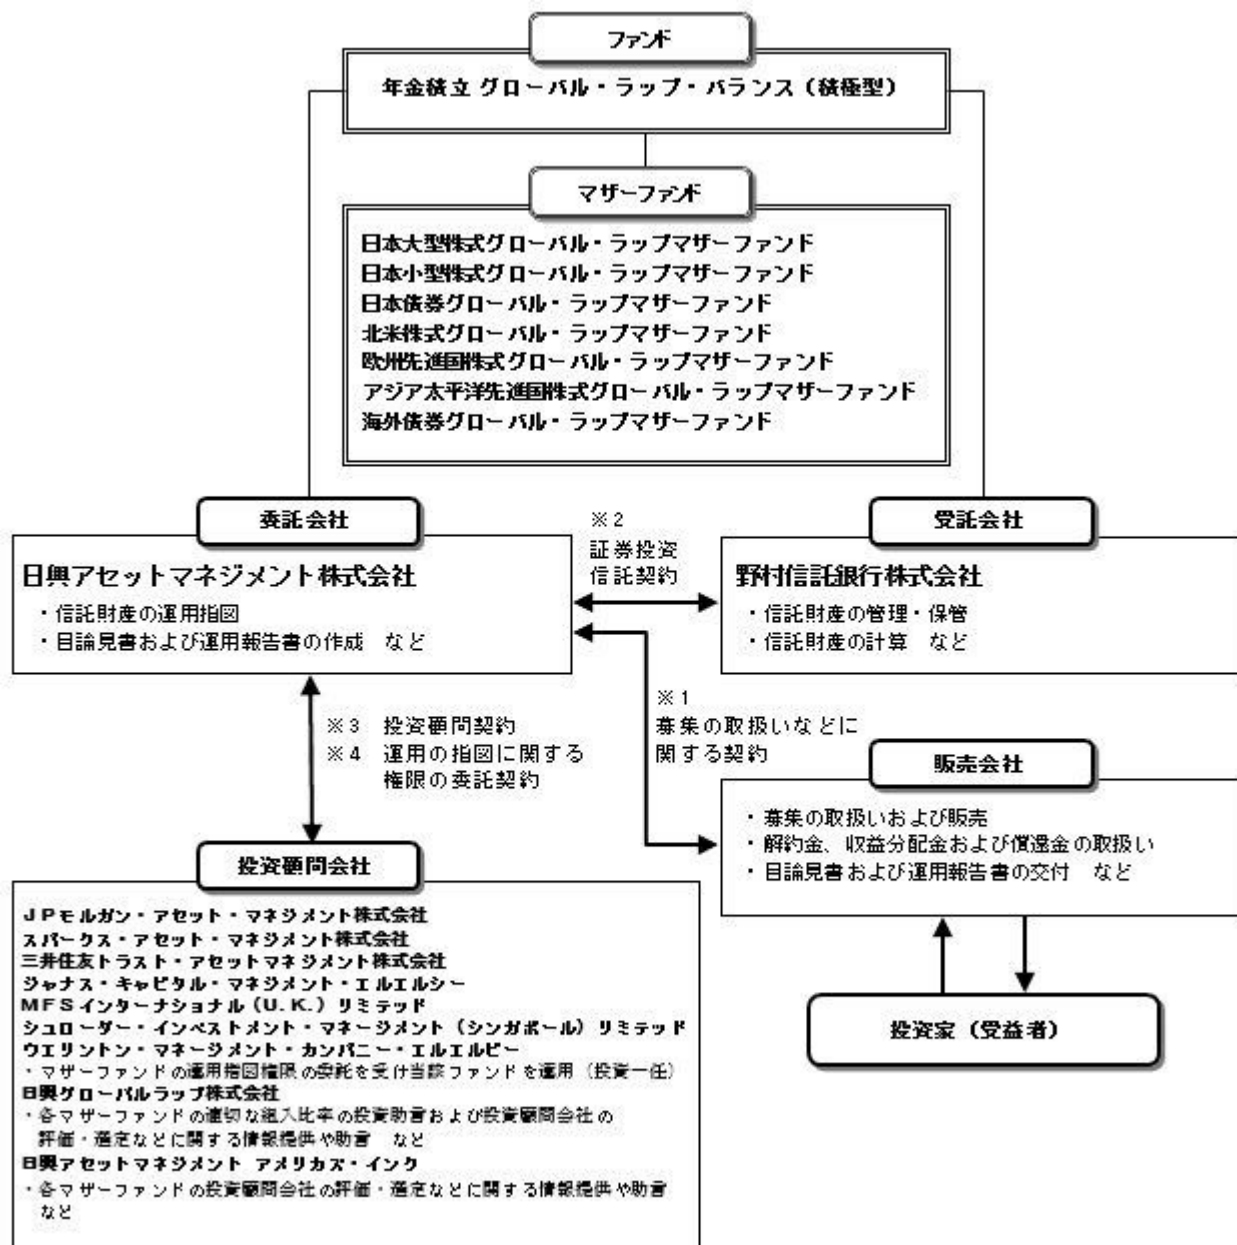 ファンド
年金積立 グローバル・ラップ・バランス（積極型）
マザーファンド
日本大型株式グローバル・ラップマザーファンド
日本小型株式グローバル・ラップマザーファンド
日本債券グローバル・ラップマザーファンド
北米株式グローバル・ラップマザーファンド
欧州先進国株式グローバル・ラップマザーファンド
アジア太平洋先進国株式グローバル・ラップマザーファンド
海外債券グローバル・ラップマザーファンド
委託会社
日興アセットマネジメント株式会社
・信託財産の運用指図
・目論見書および運用報告書の作成　など
※2
証券投資
信託契約
受託会社
野村信託銀行株式会社
・信託財産の管理・保管
・信託財産の計算　など
※3　投資顧問契約
※4　運用の指図に関する
権限の委託契約
※1
募集の取扱いなどに
関する契約
販売会社
・募集の取扱いおよび販売
・解約金、収益分配金および償還金の取扱い
・目論見書および運用報告書の交付　など
投資家（受益者）
投資顧問会社
JPモルガン・アセット・マネジメント株式会社
スパークス・アセット・マネジメント株式会社
三井住友トラスト・アセットマネジメント株式会社
ジャナス・キャピタル・マネジメント・エルエルシー
MFSインターナショナル（U.K.）リミテッド
シュローダー・インベストメント・マネージメント（シンガポール）リミテッド
ウエリントン・マネージメント・カンパニー・エルエルピー
・マザーファンドの運用指図権限の委託を受け当該ファンドを運用（投資一任）
日興グローバルラップ株式会社
・各マザーファンドの適切な組入比率の投資助言および投資顧問会社の
評価・選定などに関する情報提供や助言　など
日興アセットマネジメント アメリカズ・インク
・各マザーファンドの投資顧問会社の評価・選定などに関する情報提供や助言
など